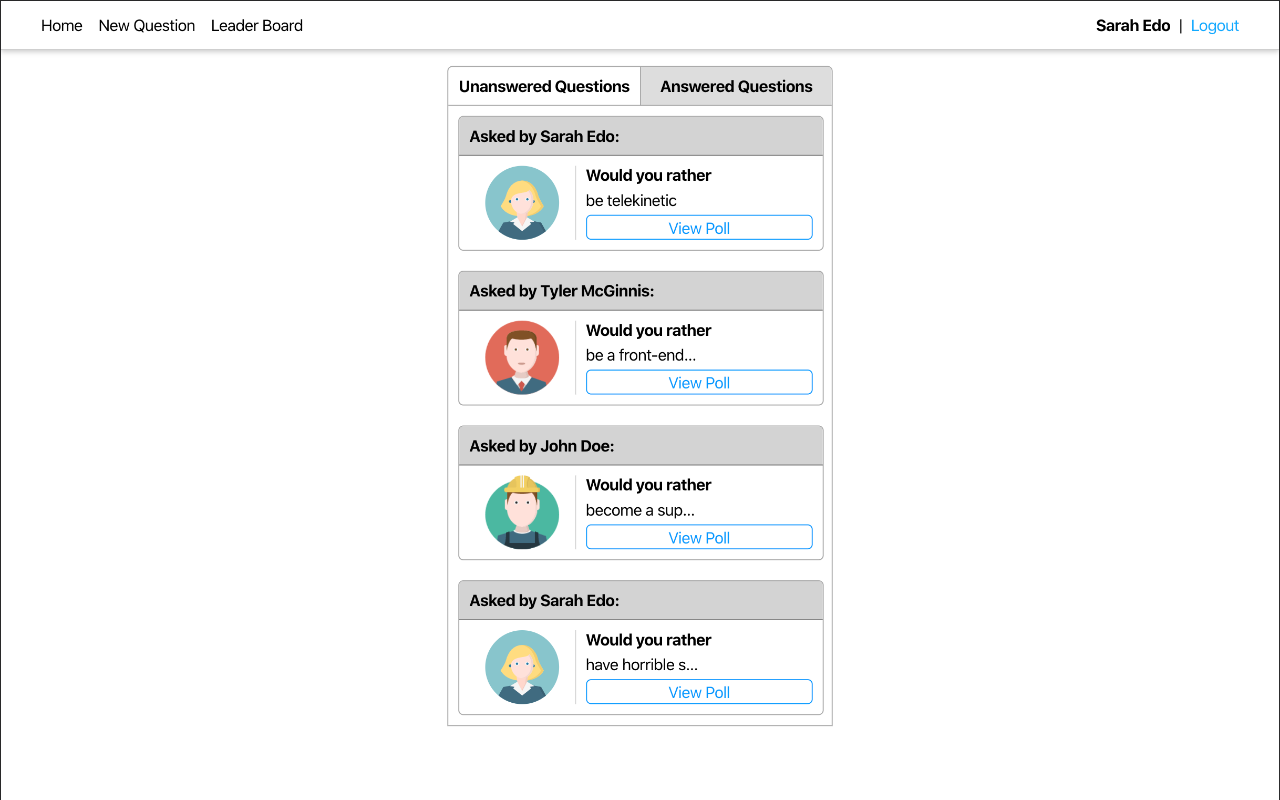 Home New Question Leader Board Sarah Edo | Logout
Unanswered Questions Answered Questions
Asked by Sarah Edo:
Would you rather
be telekinetic
View Poll
Asked by Tyler McGinnis:
Would you rather
be a front-end...
View Poll
Asked by John Doe:
Would you rather
become a sup...
View Poll
Asked by Sarah Edo:
Would you rather
have horrible s...
View Poll